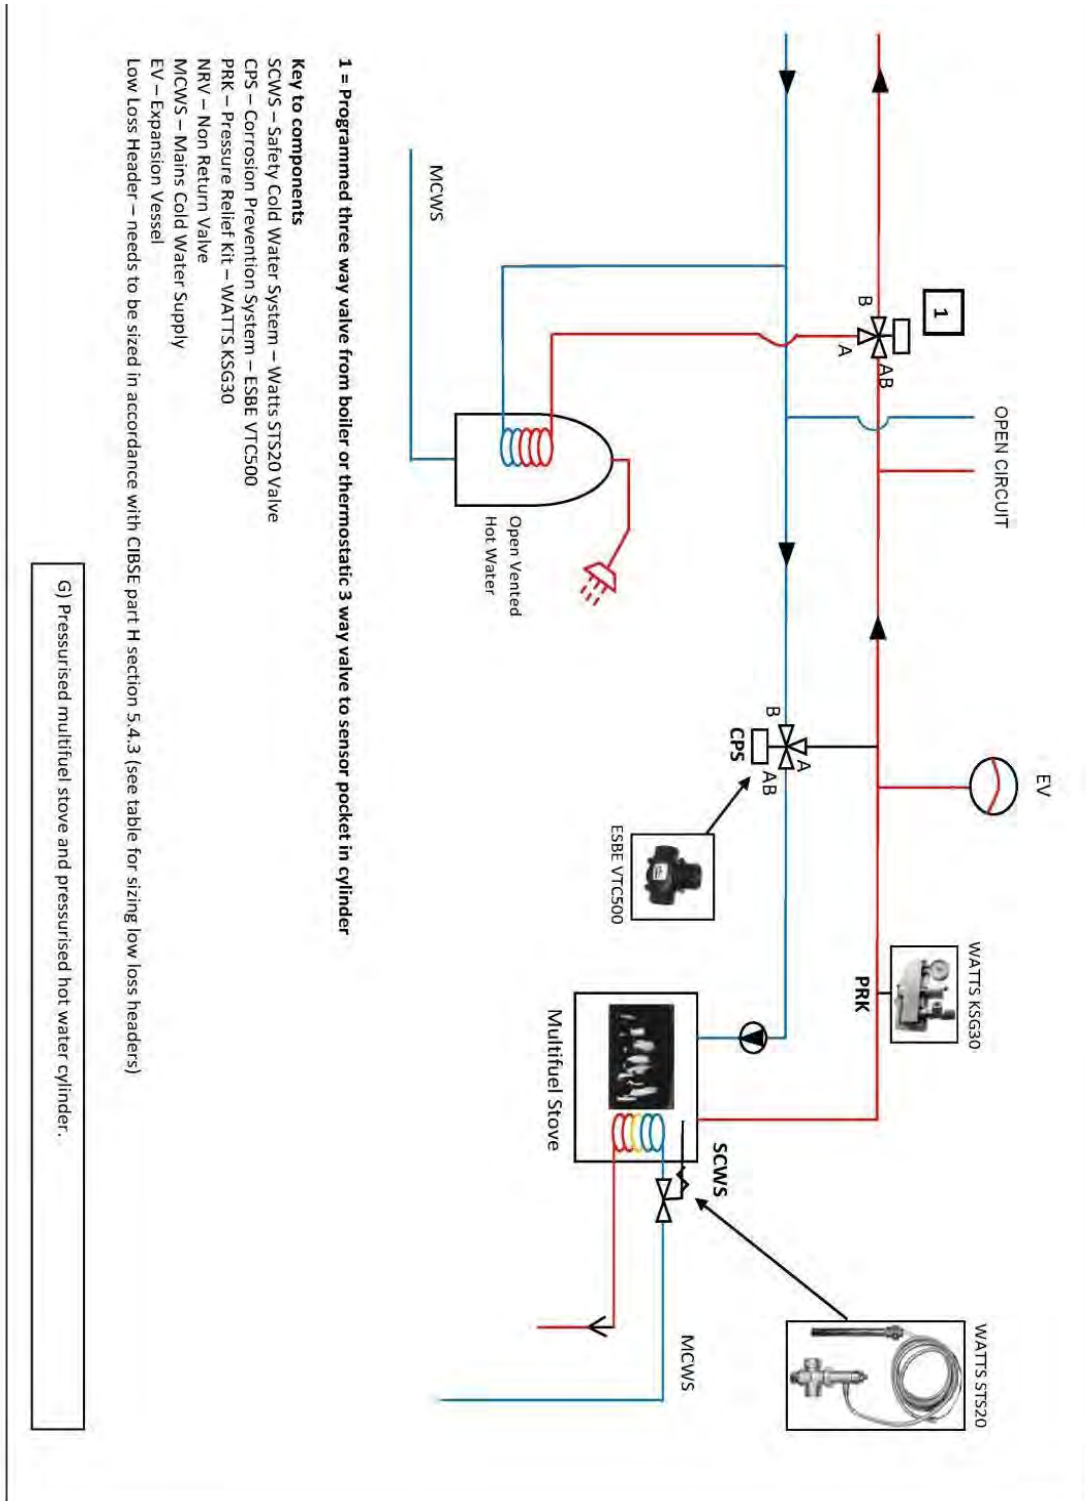 WATTS STS20
WATTS KSG30
EV
OPEN CIRCUIT
1
PRK
AB
B
A
SCWS
MCWS
A
B
AB
CPS
ESBE VTC500
Multifuel Stove
Open Vented
Hot Water
MCWS
1 = Programmed three way valve from boiler or thermostatic 3 way valve to sensor pocket in cylinder
Key to components
SCWS – Safety Cold Water System – Watts STS20 Valve
CPS – Corrosion Prevention System – ESBE VTC500
PRK – Pressure Relief Kit – WATTS KSG30
NRV – Non Return Valve
MCWS – Mains Cold Water Supply
EV – Expansion Vessel
Low Loss Header – needs to be sized in accordance with CIBSE part H section 5.4.3 (see table for sizing low loss headers)
G) Pressurised multifuel stove and pressurised hot water cylinder.